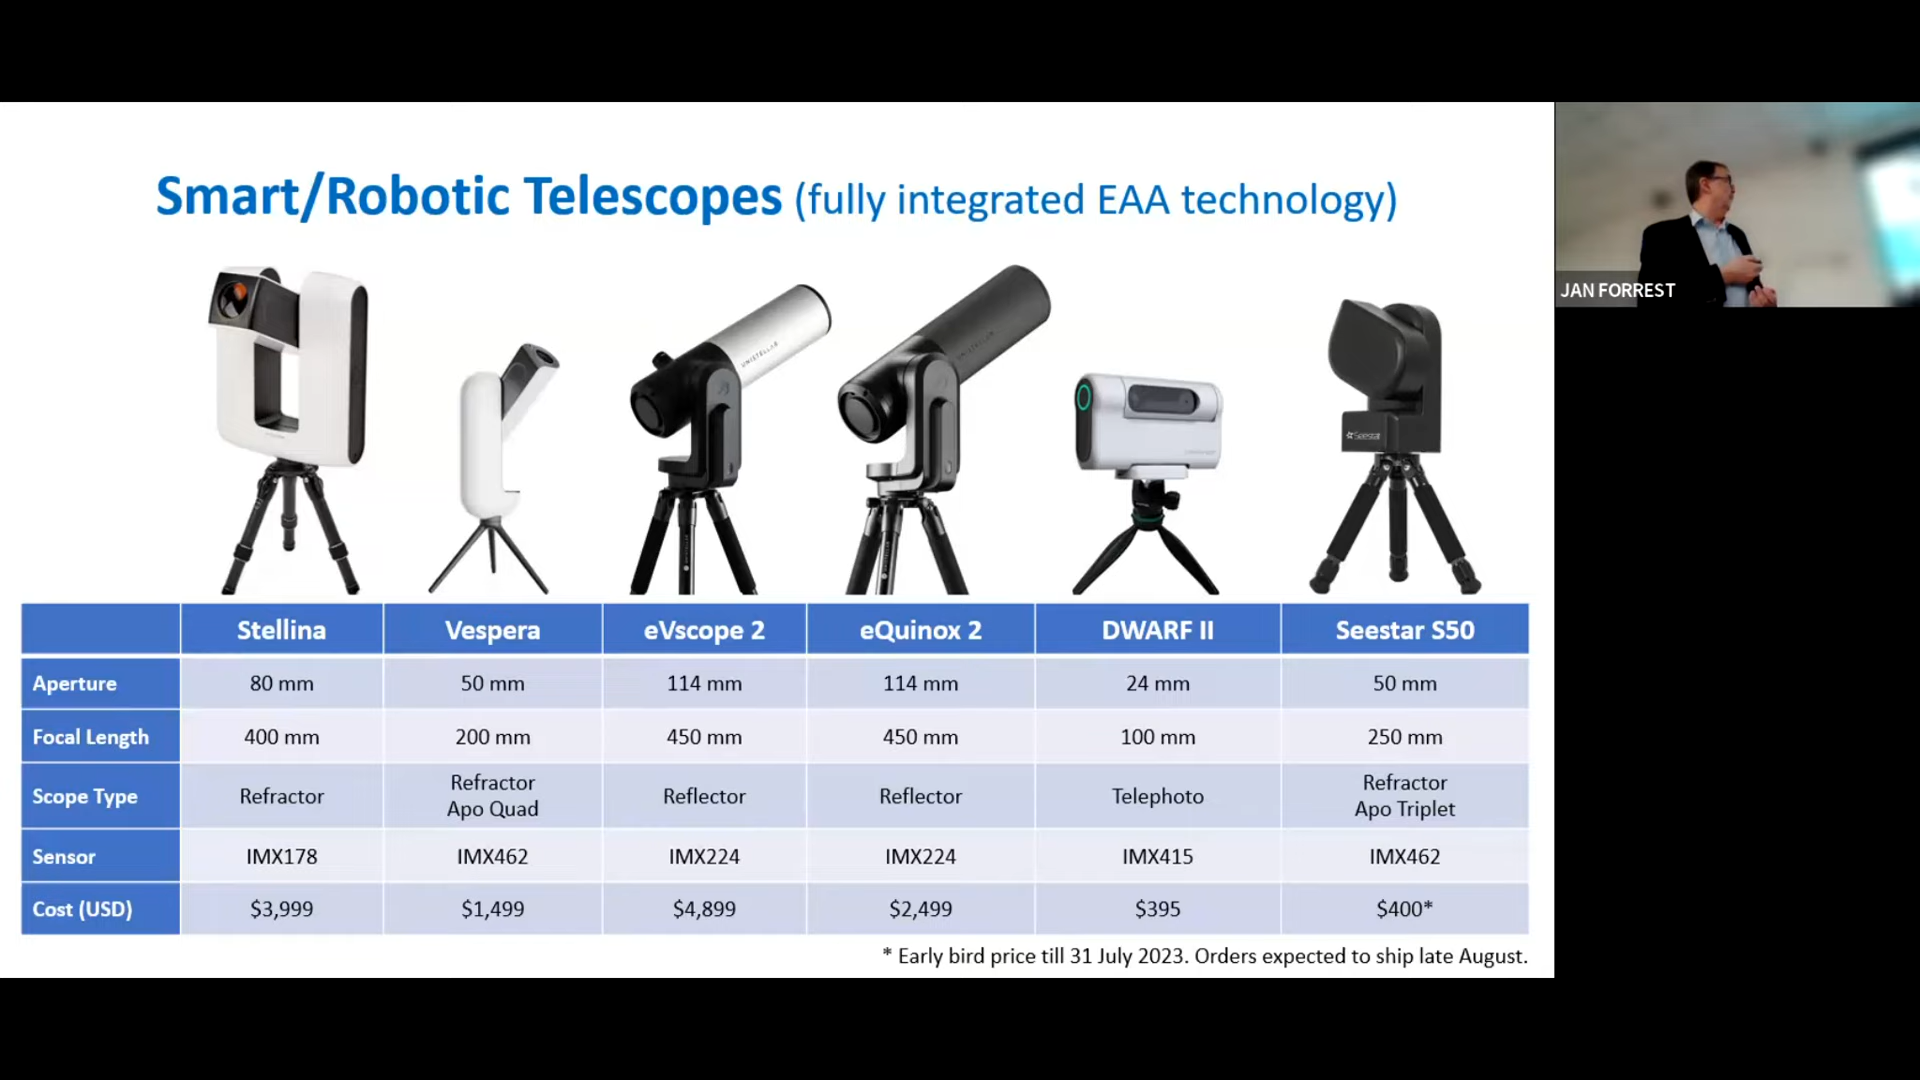 Smart/Robotic Telescopes (fully integrated EAA technology)
JAN FORREST
UNISTELLAR
UNISTELLAR
Seestar
Stellina Vespera eVscope 2 eQuinox 2 DWARF II Seestar S50
Aperture 80 mm 50 mm 114 mm 114 mm 24 mm 50 mm
Focal Length 400 mm 200 mm 450 mm 450 mm 100 mm 250 mm
Scope Type Refractor Refractor Apo Quad Reflector Reflector Telephoto Refractor Apo Triplet
Sensor IMX178 IMX462 IMX224 IMX224 IMX415 IMX462
Cost (USD) $3,999 $1,499 $4,899 $2,499 $395 $400*
* Early bird price till 31 July 2023. Orders expected to ship late August.